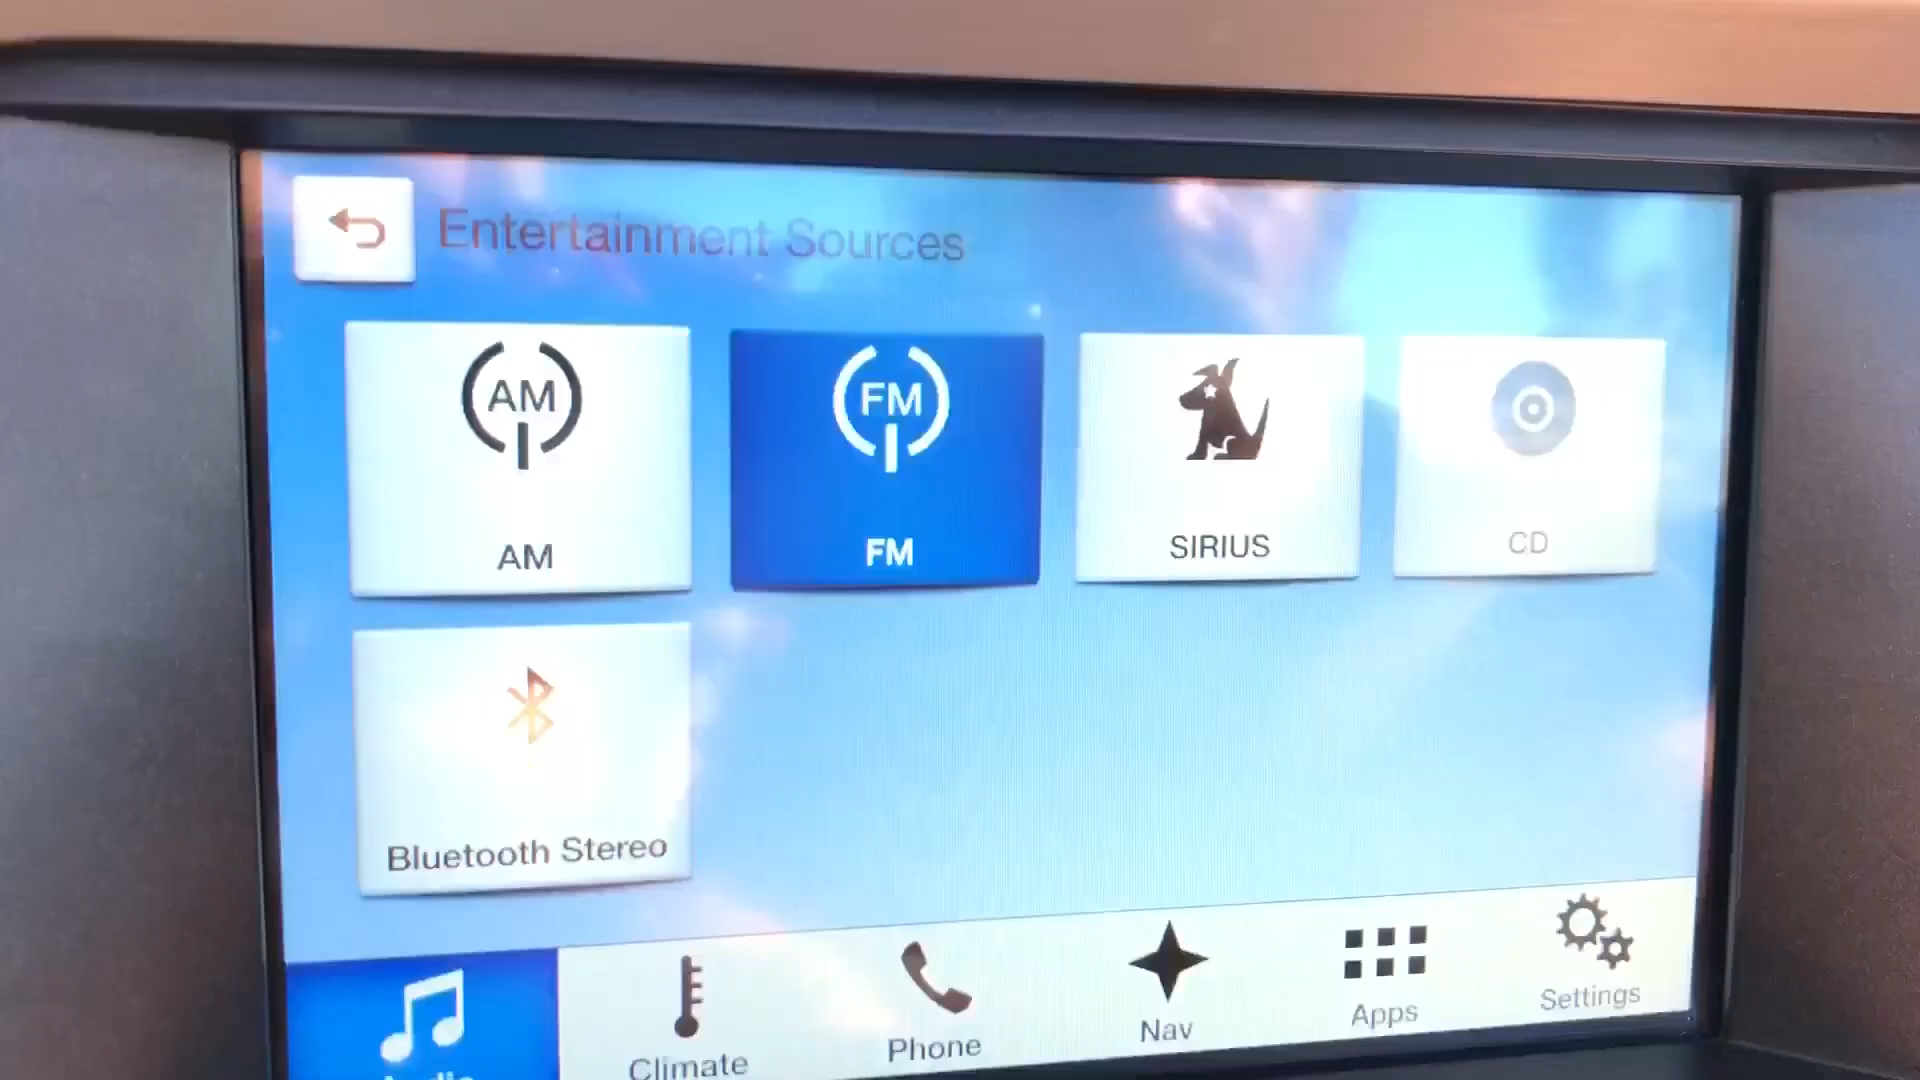 Entertainment Sources
AM
FM
AM
FM
SIRIUS
CD
Bluetooth Stereo
Climate
Phone
Nav
Apps
Settings